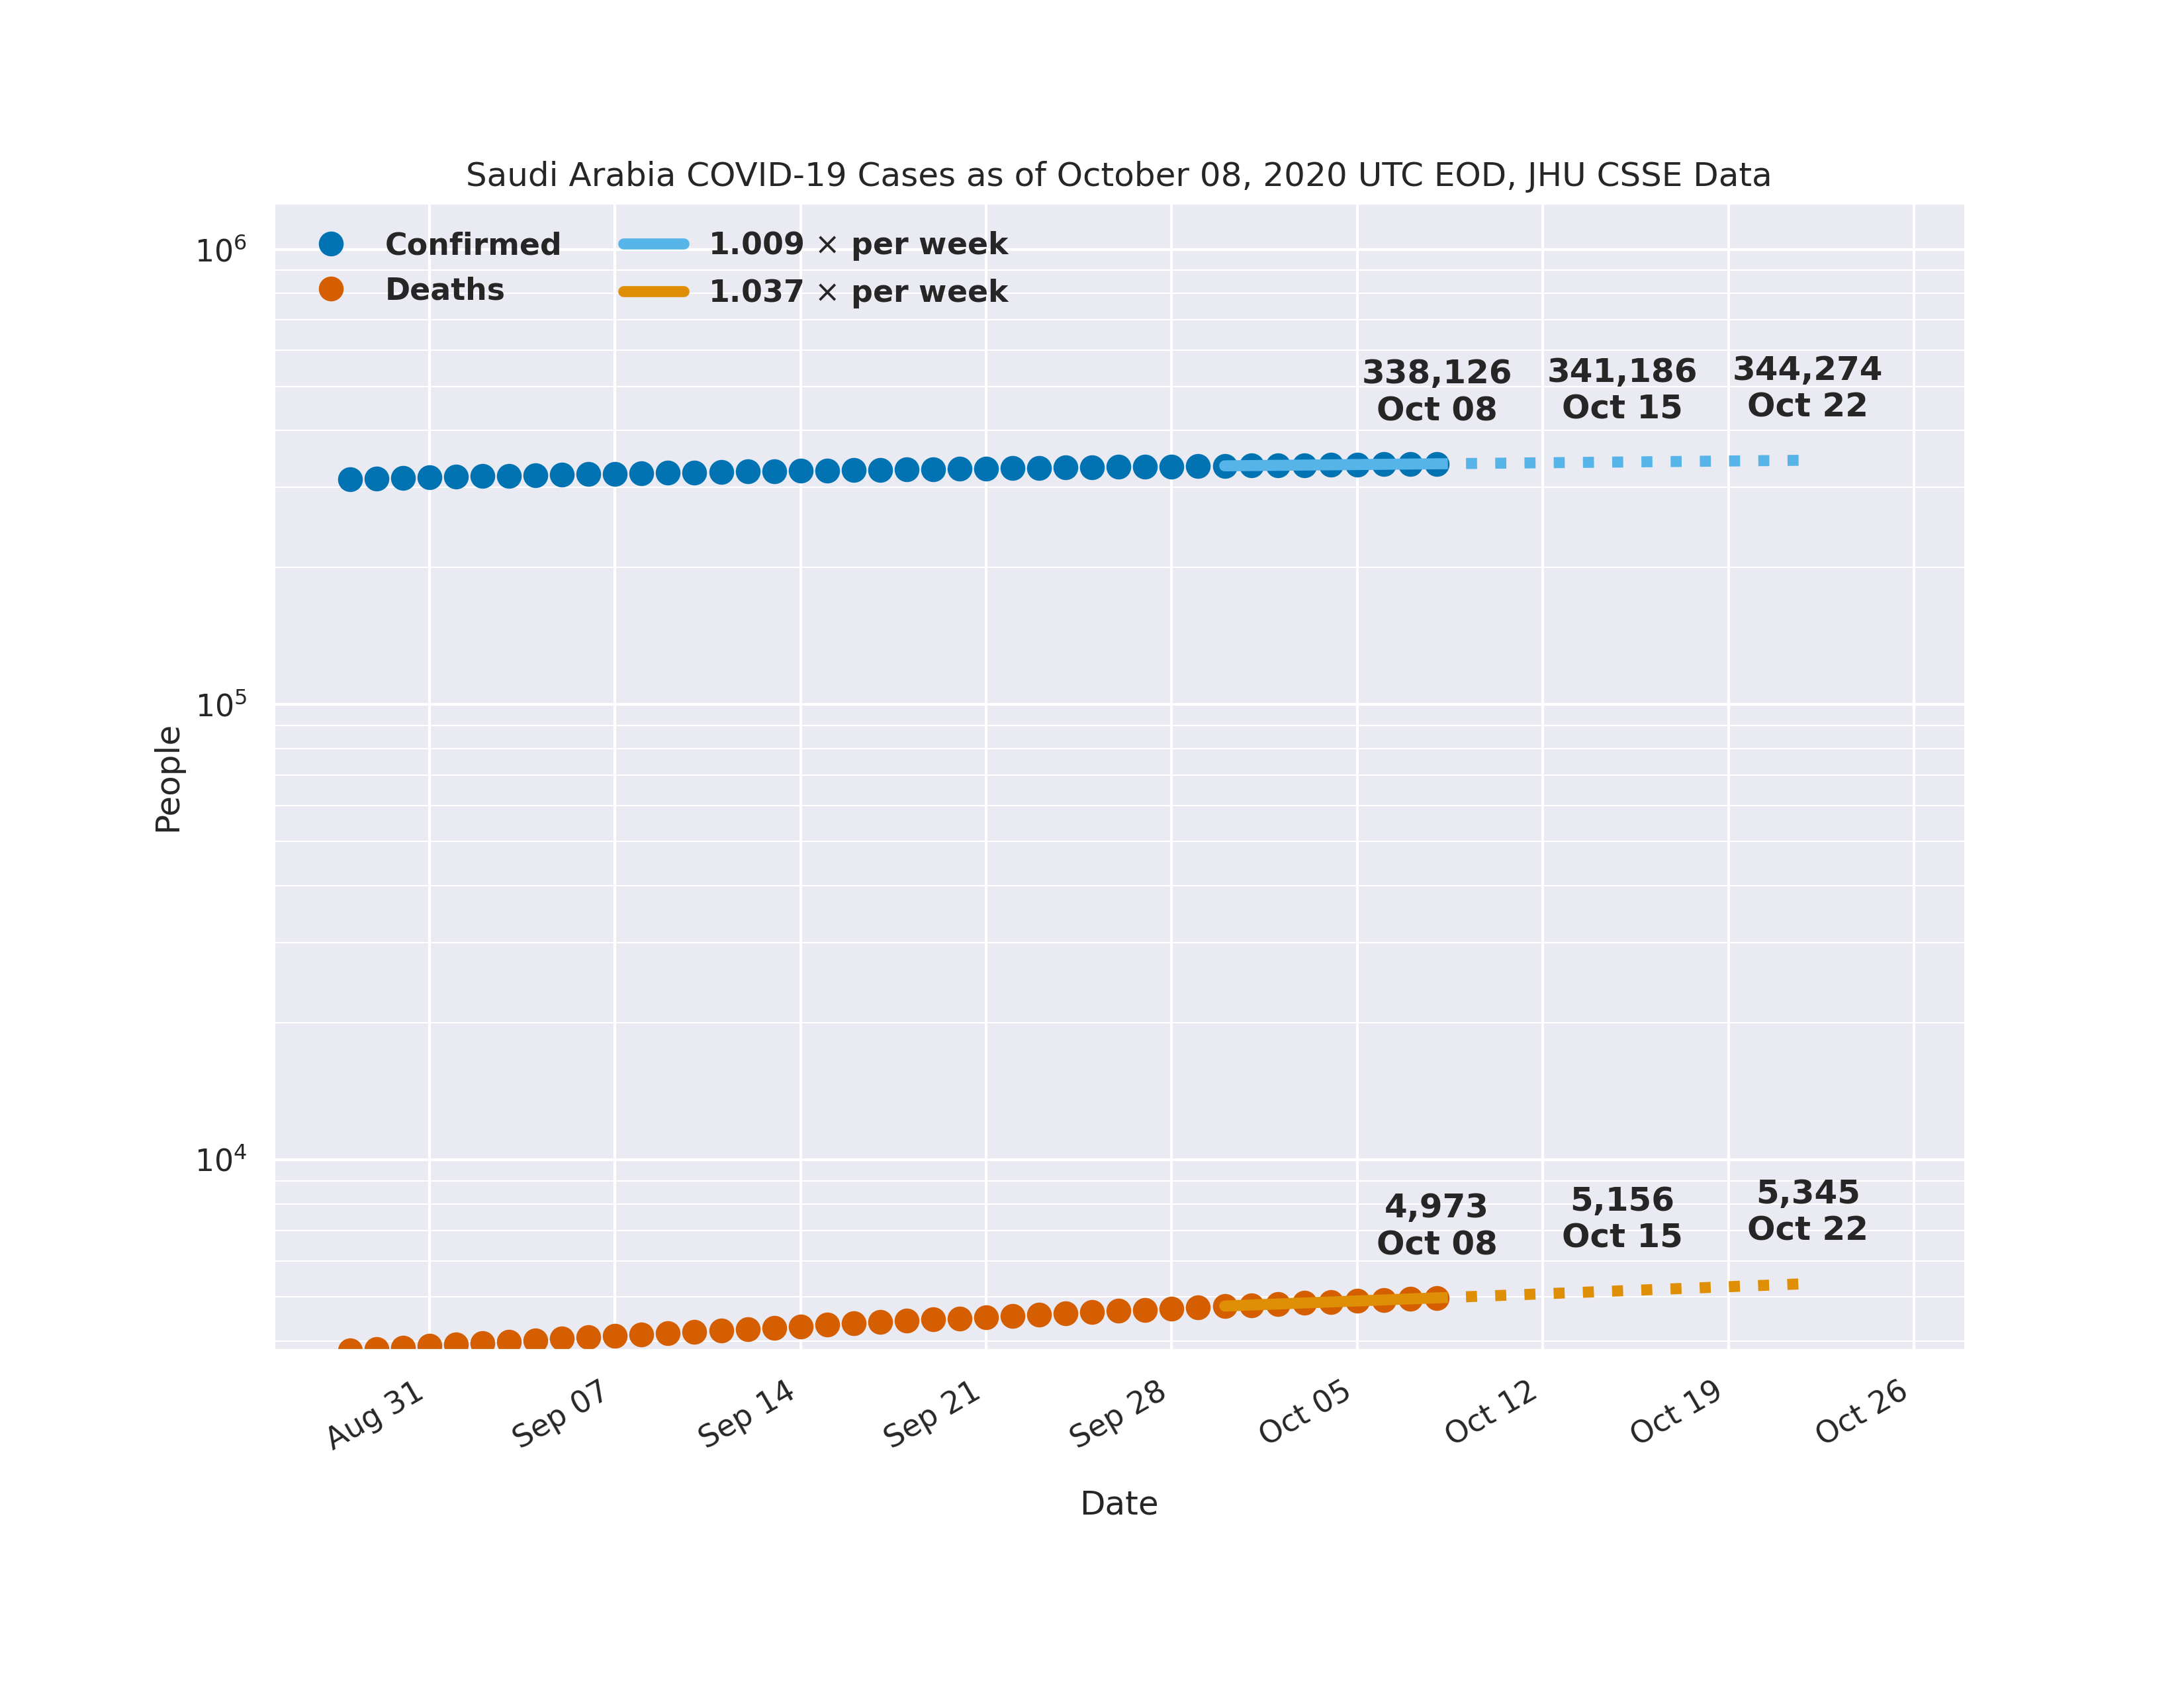 Saudi Arabia COVID-19 Cases as of October 08, 2020 UTC EOD, JHU CSSE Data
Confirmed
Deaths
1.009 × per week
1.037 × per week
10⁶
10⁵
10⁴
People
338,126
Oct 08
341,186
Oct 15
344,274
Oct 22
4,973
Oct 08
5,156
Oct 15
5,345
Oct 22
Aug 31
Sep 07
Sep 14
Sep 21
Sep 28
Oct 05
Oct 12
Oct 19
Oct 26
Date